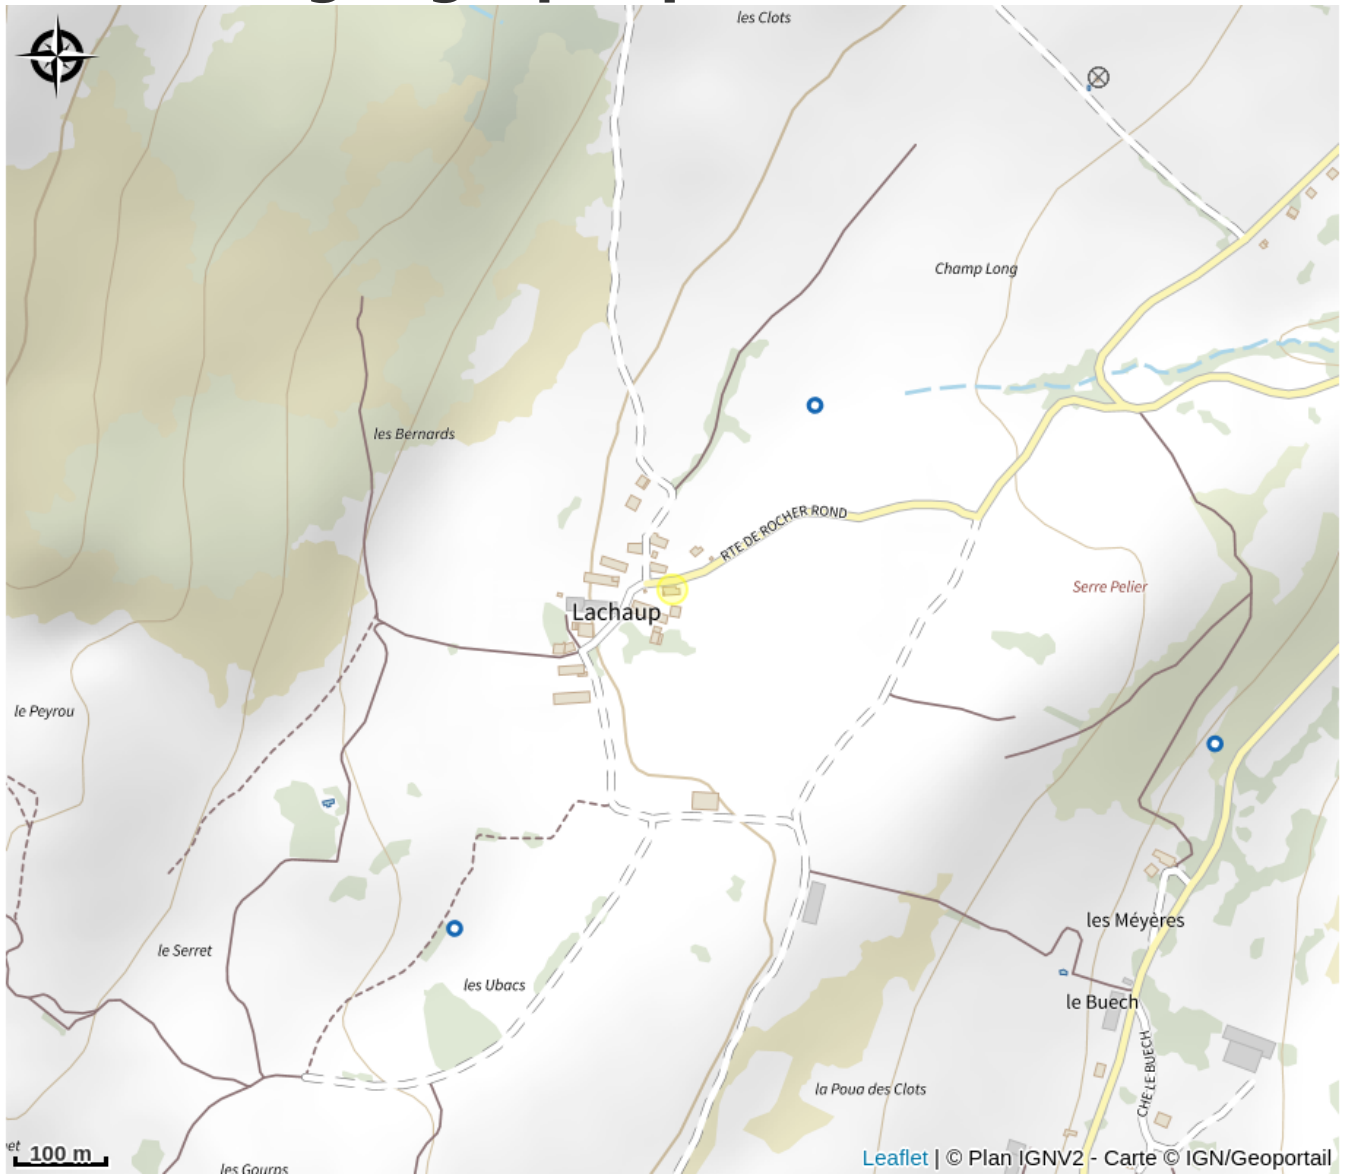 les Clots
Champ Long
les Bernards
RTE DE ROCHER ROND
Serre Pelier
Lachaup
le Peyrou
les Méyères
le Serret
les Ubacs
le Buech
CHE LE BUECH
la Poua des Clots
100 m
les Gourps
Leaflet | © Plan IGNV2 - Carte © IGN/Geoportail